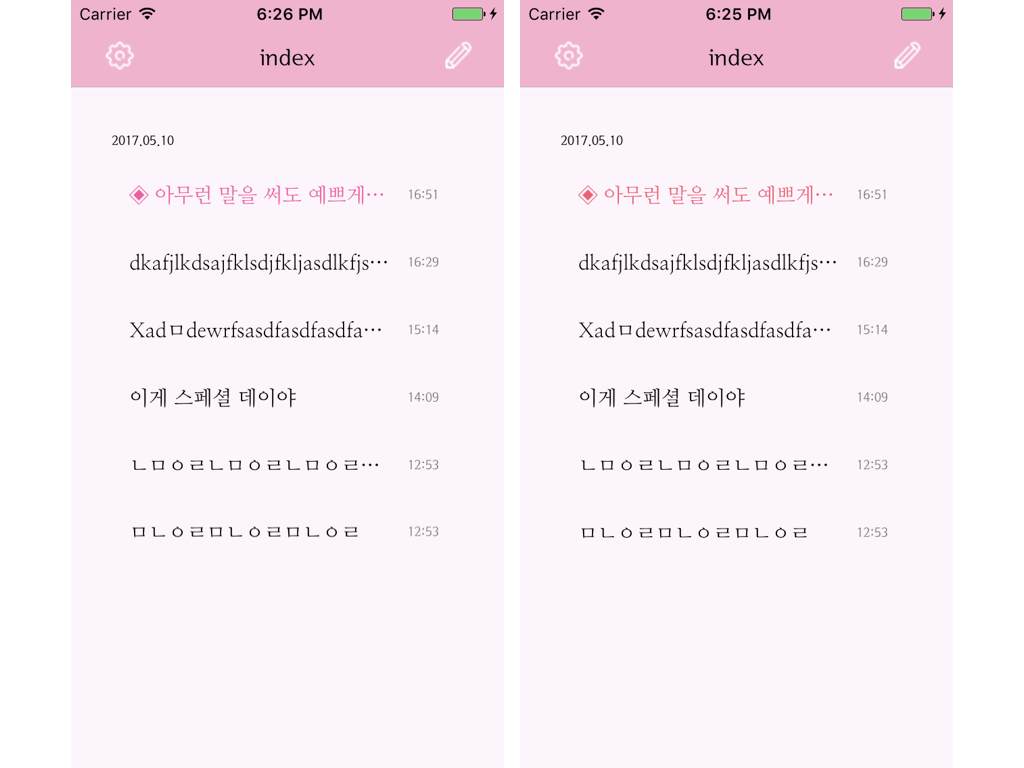 Carrier 6:26 PM
index
2017.05.10
◈ 아무런 말을 써도 예쁘게… 16:51
dkafjlkdsajfklsdjfkljasdlkfjs… 16:29
Xadㅁdewrfsasdfasdfasdfa… 15:14
이게 스페셜 데이야 14:09
ㄴㅁㅇㄹㄴㅁㅇㄹㄴㅁㅇㄹ… 12:53
ㅁㄴㅇㄹㅁㄴㅇㄹㅁㄴㅇㄹ 12:53
Carrier 6:25 PM
index
2017.05.10
◈ 아무런 말을 써도 예쁘게… 16:51
dkafjlkdsajfklsdjfkljasdlkfjs… 16:29
Xadㅁdewrfsasdfasdfasdfa… 15:14
이게 스페셜 데이야 14:09
ㄴㅁㅇㄹㄴㅁㅇㄹㄴㅁㅇㄹ… 12:53
ㅁㄴㅇㄹㅁㄴㅇㄹㅁㄴㅇㄹ 12:53